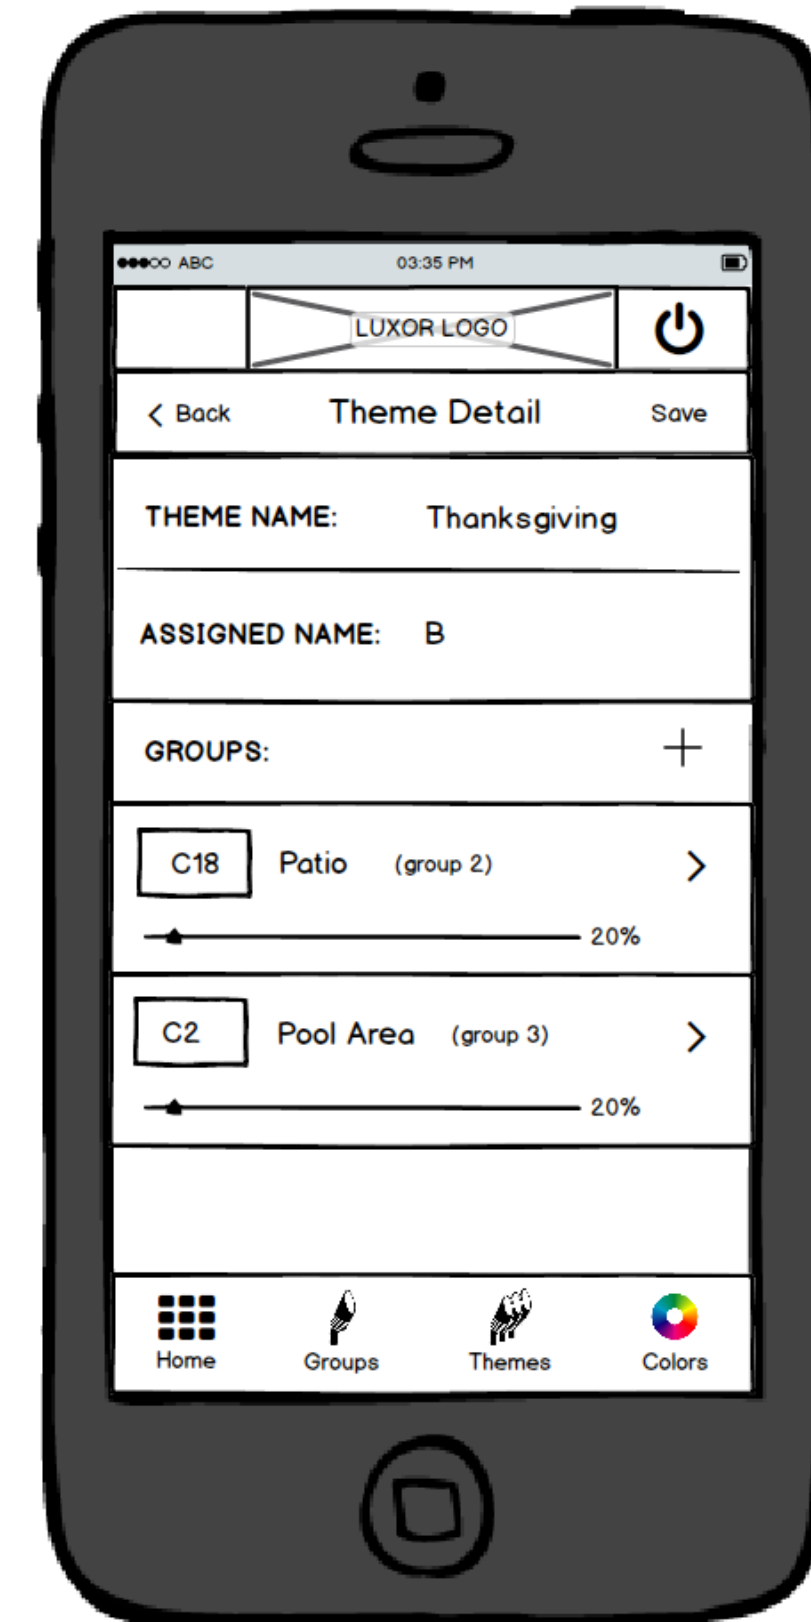 ABC 03:35 PM
LUXOR LOGO
Back Theme Detail Save
THEME NAME: Thanksgiving
ASSIGNED NAME: B
GROUPS:
C18 Patio (group 2)
20%
C2 Pool Area (group 3)
20%
Home Groups Themes Colors